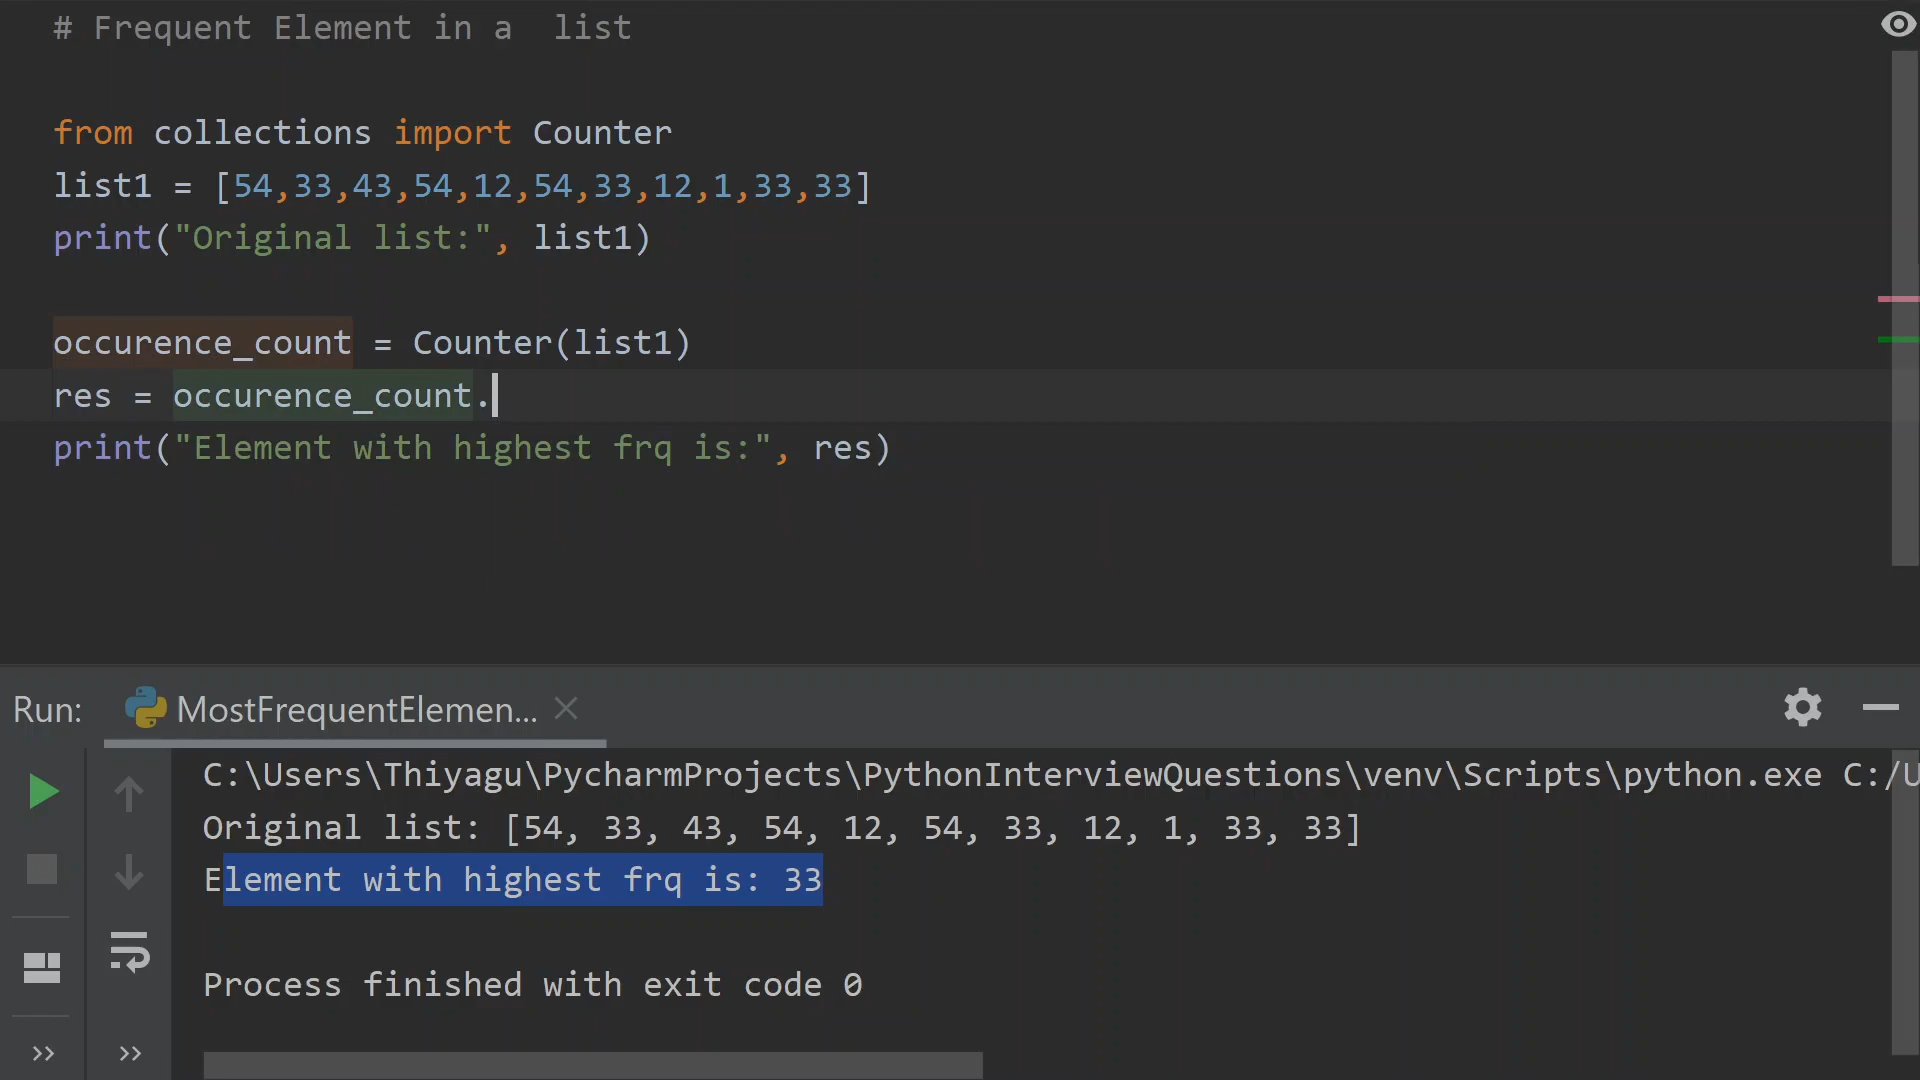 # Frequent Element in a  list
from collections import Counter
list1 = [54,33,43,54,12,54,33,12,1,33,33]
print("Original list:", list1)
occurence_count = Counter(list1)
res = occurence_count.
print("Element with highest frq is:", res)
Run: MostFrequentElemen...
C:\Users\Thiyagu\PycharmProjects\PythonInterviewQuestions\venv\Scripts\python.exe C:/U
Original list: [54, 33, 43, 54, 12, 54, 33, 12, 1, 33, 33]
Element with highest frq is: 33
Process finished with exit code 0